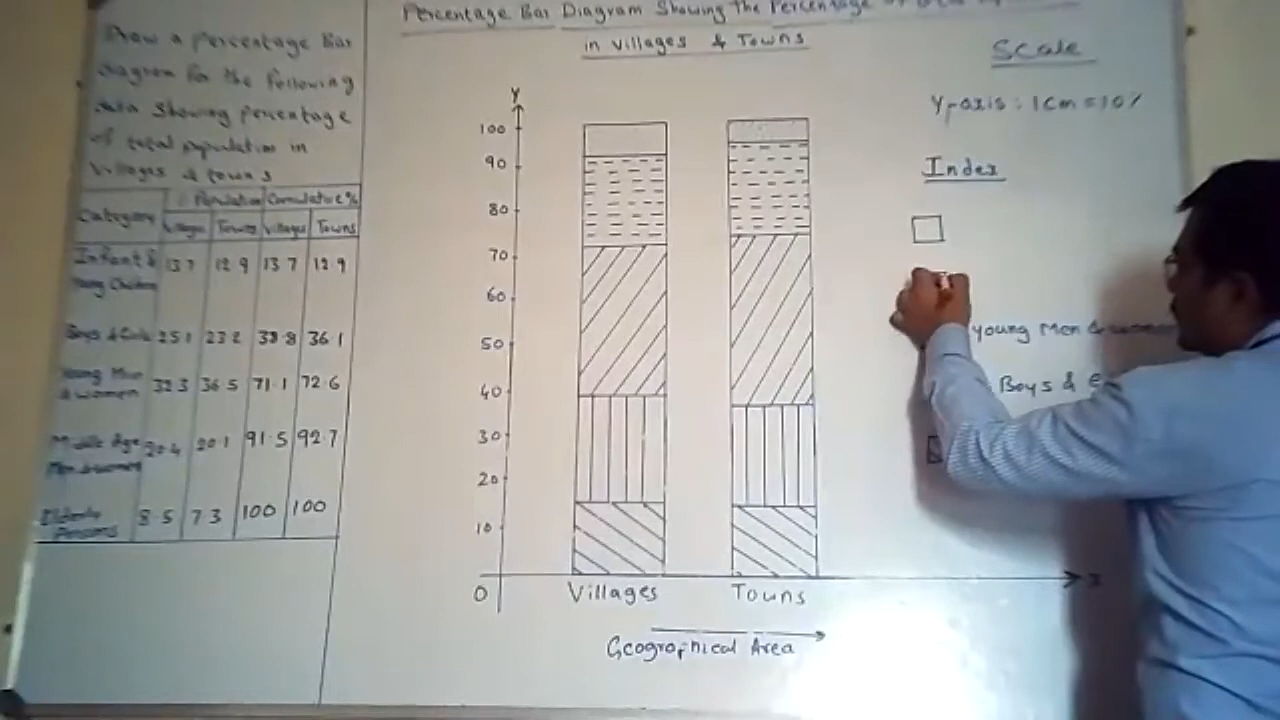 Draw a Percentage Bar
diagram for the following
data showing percentage
of total population in
Villages & towns
Category Population Cumulative %
Villages Towns Villages Towns
Infant & 13.7 12.9 13.7 12.9
Young Children
Boys & Girls 25.1 23.2 38.8 36.1
Young Men 32.3 36.5 71.1 72.6
& women
Middle Age 20.4 20.1 91.5 92.7
Men & women
Elderly 8.5 7.3 100 100
Persons
Percentage Bar Diagram Showing The Percentage
in Villages & Towns
Y
100
90
80
70
60
50
40
30
20
10
0
Villages Towns
X
Geographical Area
Scale
Y-axis : 1cm = 10%
Index
young Men & women
Boys &